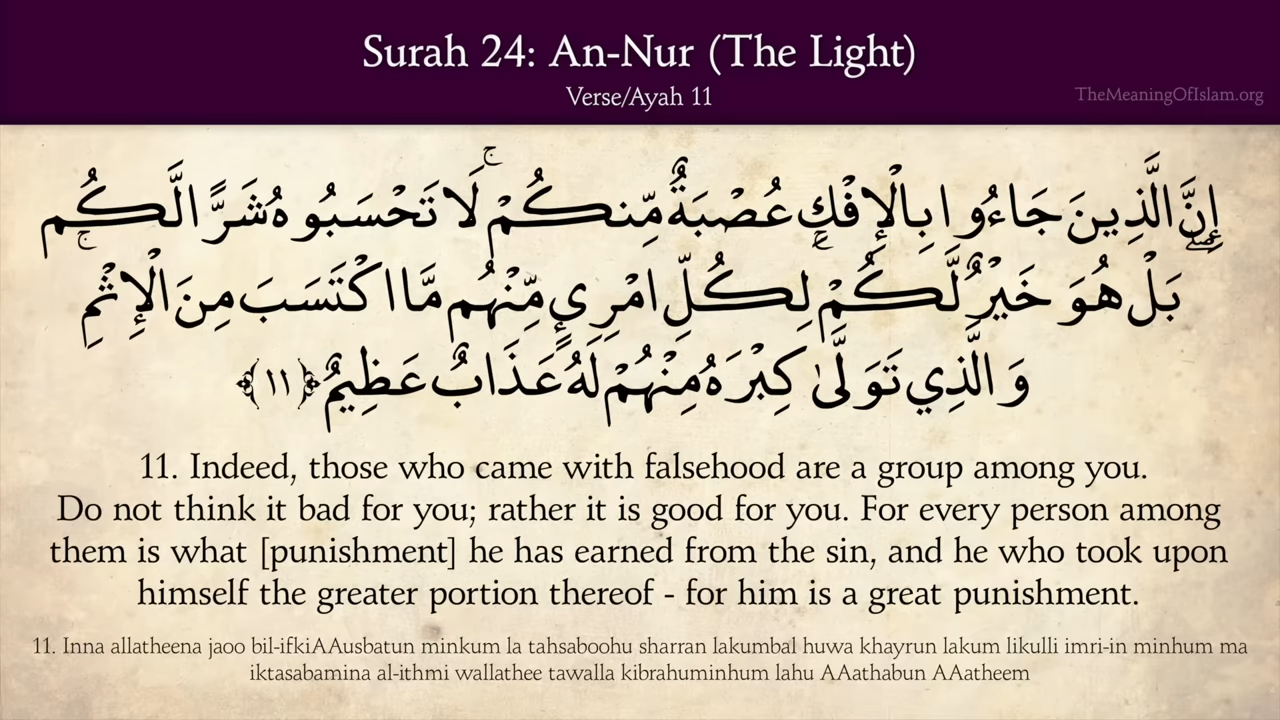 Surah 24: An-Nur (The Light)
Verse/Ayah 11
TheMeaningOfIslam.org
إِنَّ الَّذِينَ جَاءُوا بِالْإِفْكِ عُصْبَةٌ مِّنكُمْ ۚ لَا تَحْسَبُوهُ شَرًّا لَّكُم ۖ
بَلْ هُوَ خَيْرٌ لَّكُمْ ۚ لِكُلِّ امْرِئٍ مِّنْهُم مَّا اكْتَسَبَ مِنَ الْإِثْمِ ۚ
وَالَّذِي تَوَلَّىٰ كِبْرَهُ مِنْهُمْ لَهُ عَذَابٌ عَظِيمٌ ﴿١١﴾
11. Indeed, those who came with falsehood are a group among you.
Do not think it bad for you; rather it is good for you. For every person among
them is what [punishment] he has earned from the sin, and he who took upon
himself the greater portion thereof - for him is a great punishment.
11. Inna allatheena jaoo bil-ifkiAAusbatun minkum la tahsaboohu sharran lakumbal huwa khayrun lakum likulli imri-in minhum ma
iktasabamina al-ithmi wallathee tawalla kibrahuminhum lahu AAathabun AAatheem